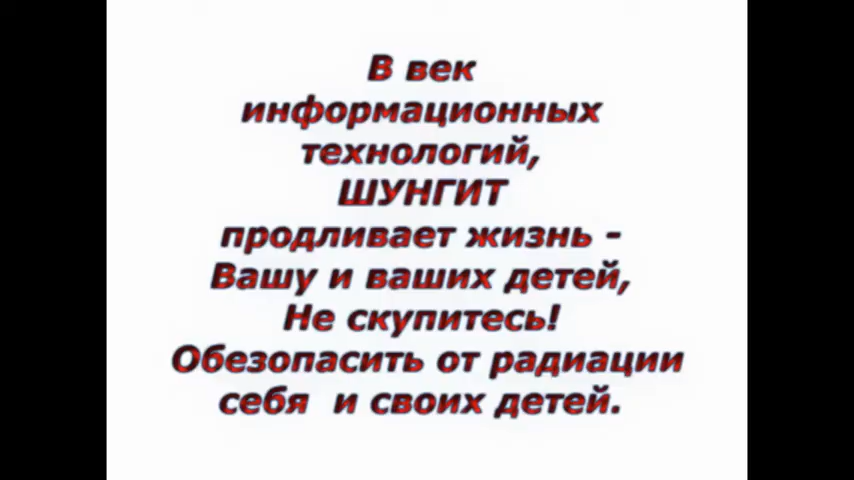 В век
информационных
технологий,
ШУНГИТ
продливает жизнь -
Вашу и ваших детей,
Не скупитесь!
Обезопасить от радиации
себя и своих детей.